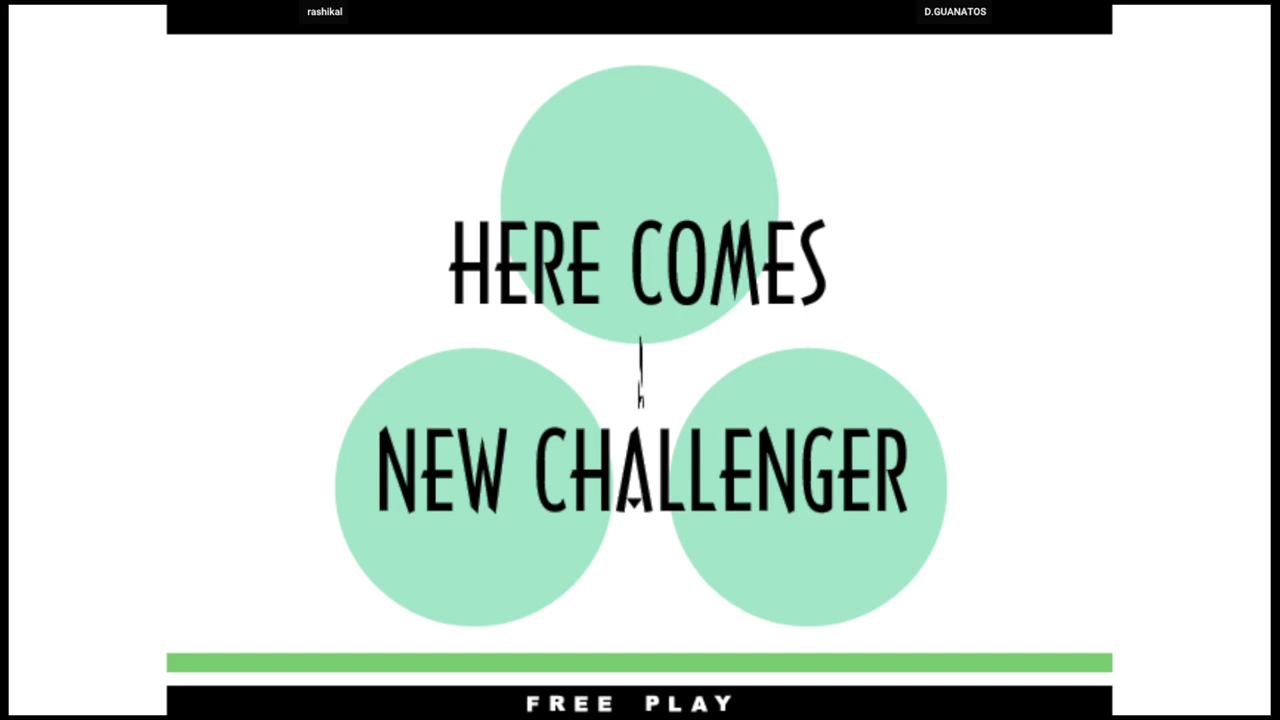 rashikal D.GUANATOS
HERE COMES
NEW CHALLENGER
FREE PLAY